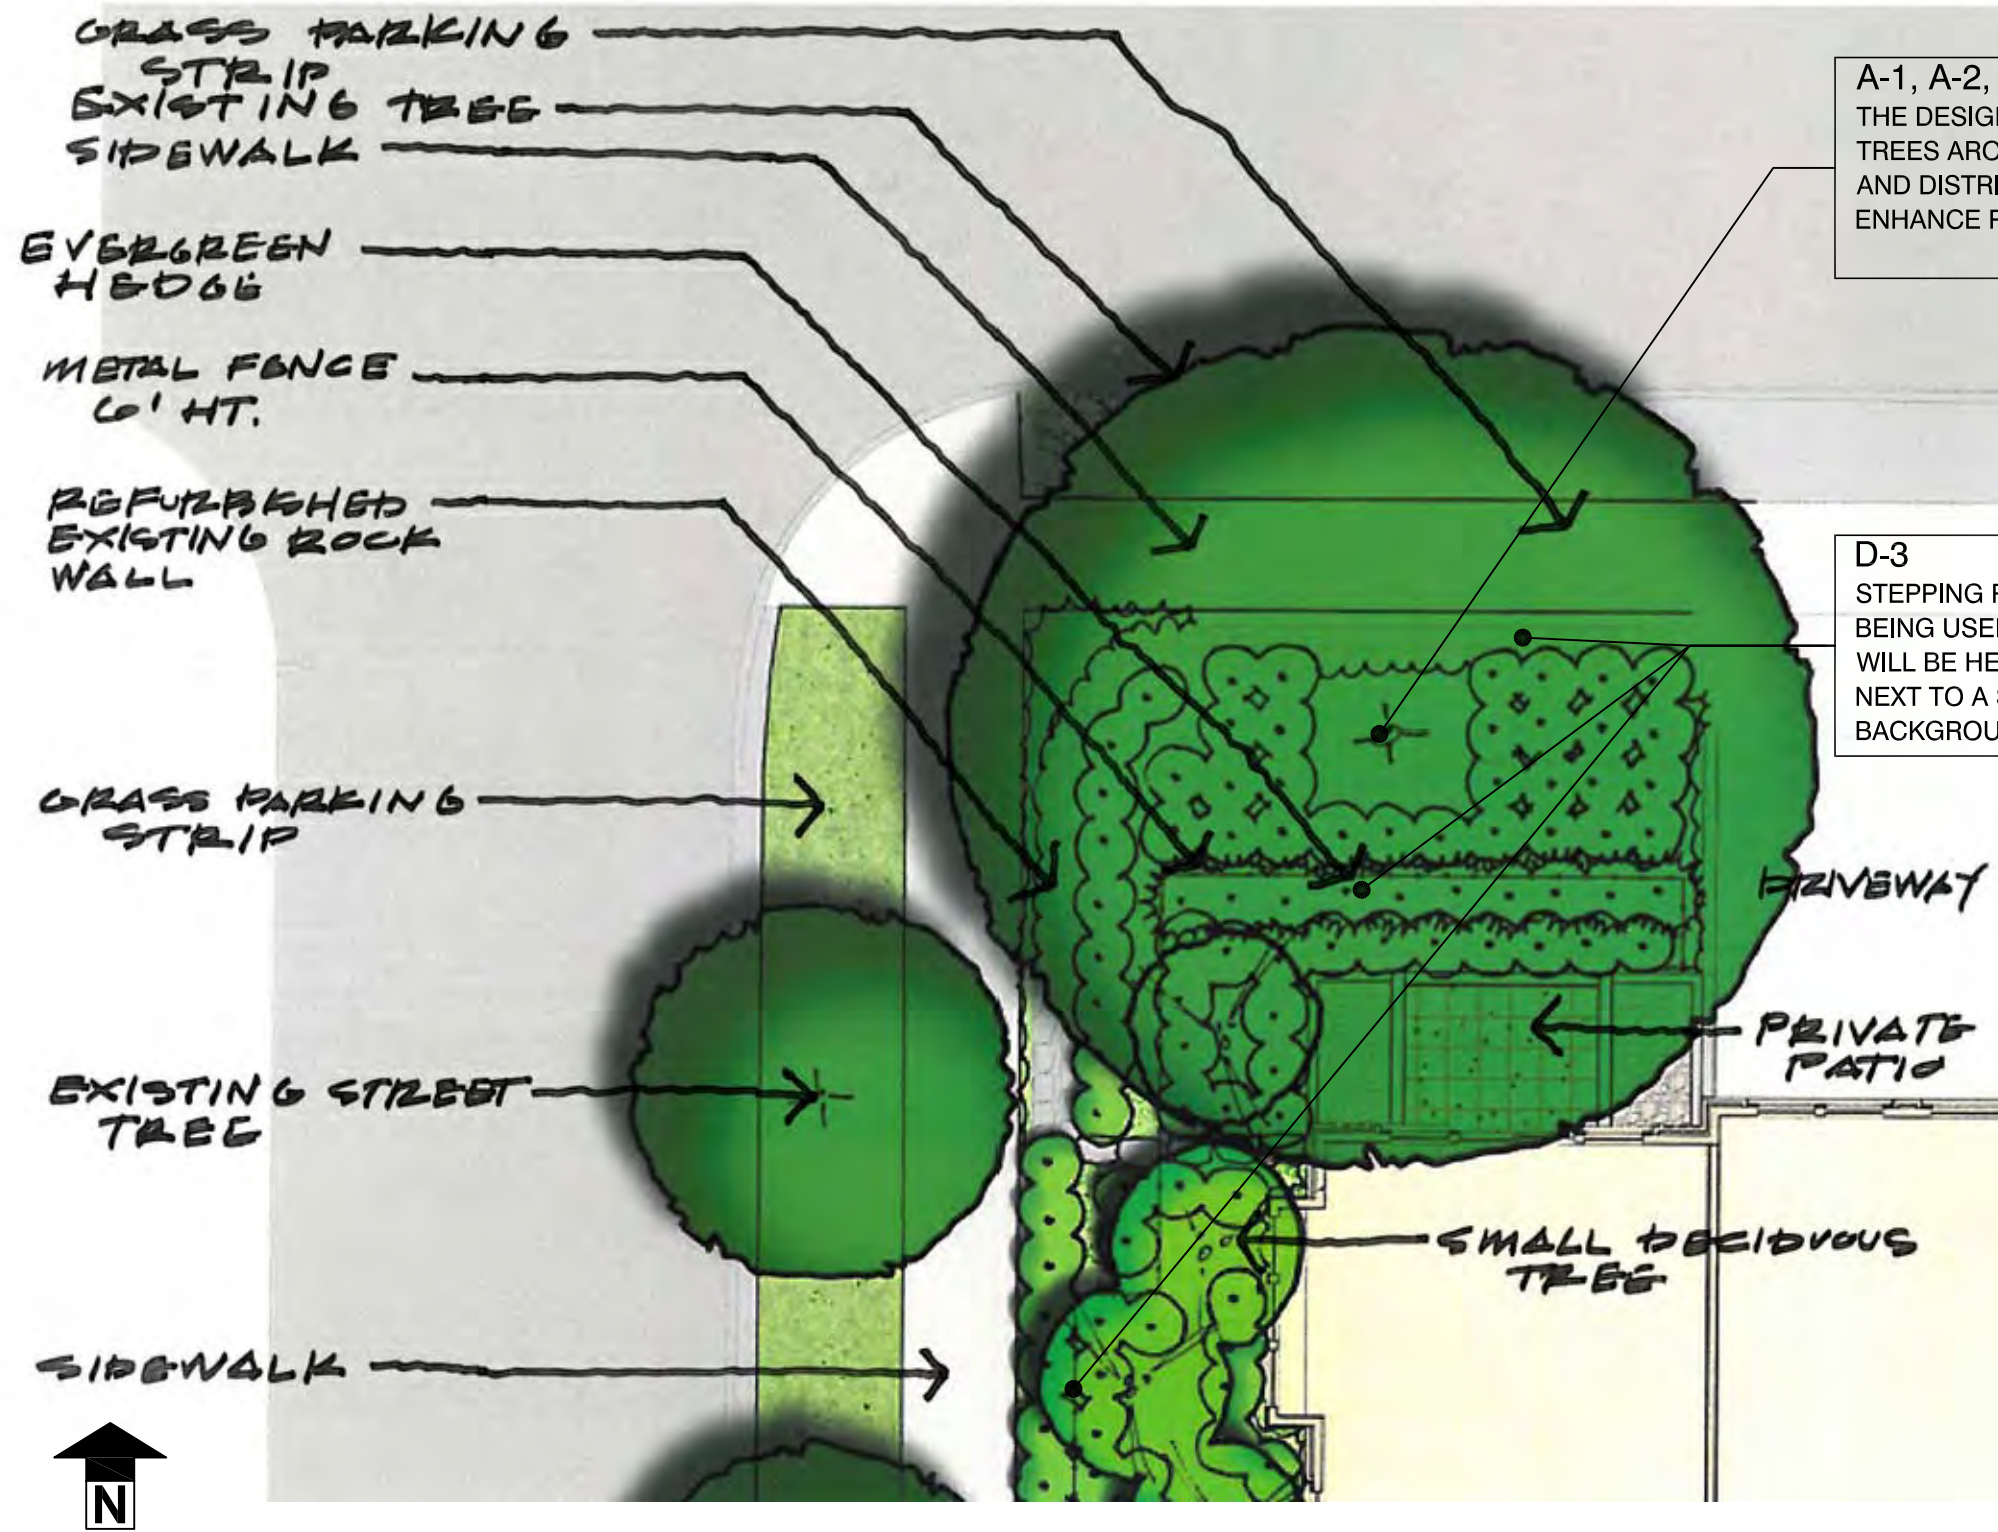 GRASS PARKING
STRIP
EXISTING TREE
SIDEWALK
EVERGREEN
HEDGE
METAL FENCE
6' HT.
REFURBISHED
EXISTING ROCK
WALL
GRASS PARKING
STRIP
EXISTING STREET
TREE
SIDEWALK
N
A-1, A-2,
THE DESIG
TREES ARO
AND DISTR
ENHANCE
D-3
STEPPING
BEING USE
WILL BE HE
NEXT TO A
BACKGROU
DRIVEWAY
PRIVATE
PATIO
SMALL DECIDUOUS
TREE